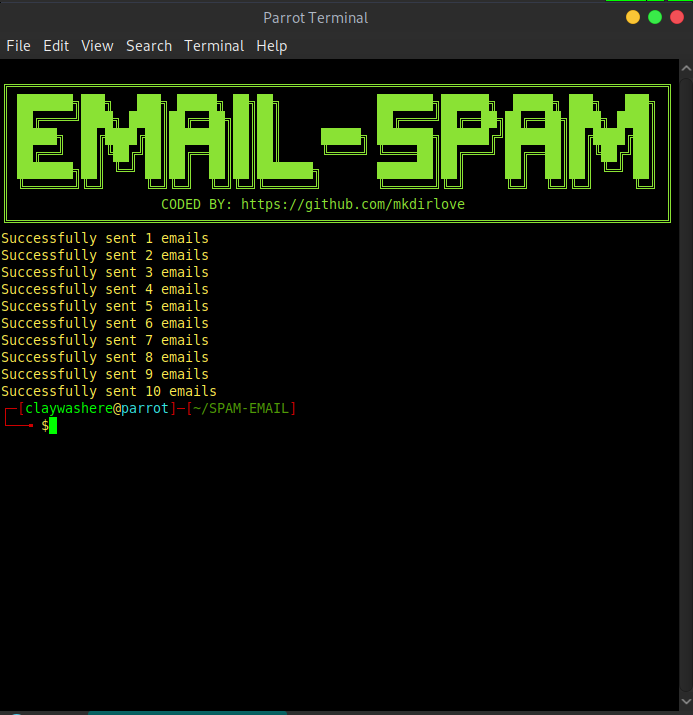 Parrot Terminal
File Edit View Search Terminal Help
EMAIL-SPAM
CODED BY: https://github.com/mkdirlove
Successfully sent 1 emails
Successfully sent 2 emails
Successfully sent 3 emails
Successfully sent 4 emails
Successfully sent 5 emails
Successfully sent 6 emails
Successfully sent 7 emails
Successfully sent 8 emails
Successfully sent 9 emails
Successfully sent 10 emails
┌─[claywashere@parrot]─[~/SPAM-EMAIL]
└──╼ $